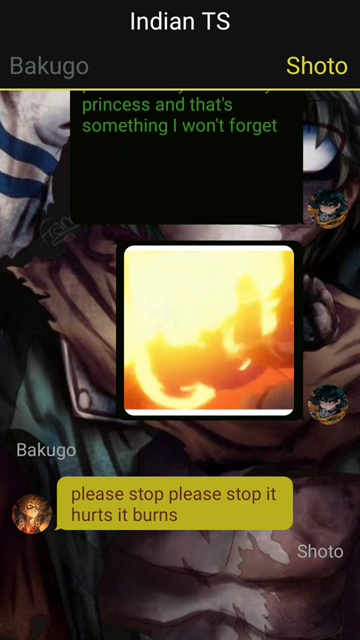 Indian TS
Bakugo
Shoto
princess and that's
something I won't forget
Bakugo
please stop please stop it
hurts it burns
Shoto